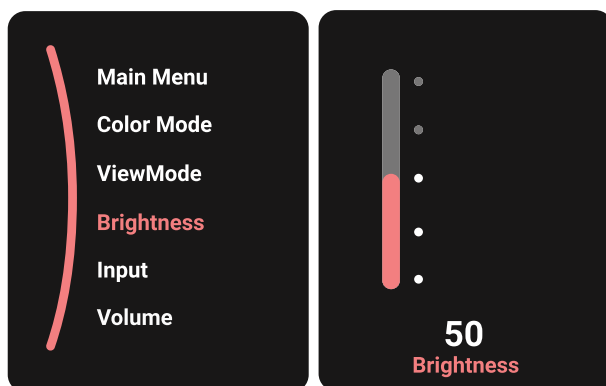 Main Menu
Color Mode
ViewMode
Brightness
Input
Volume
50
Brightness